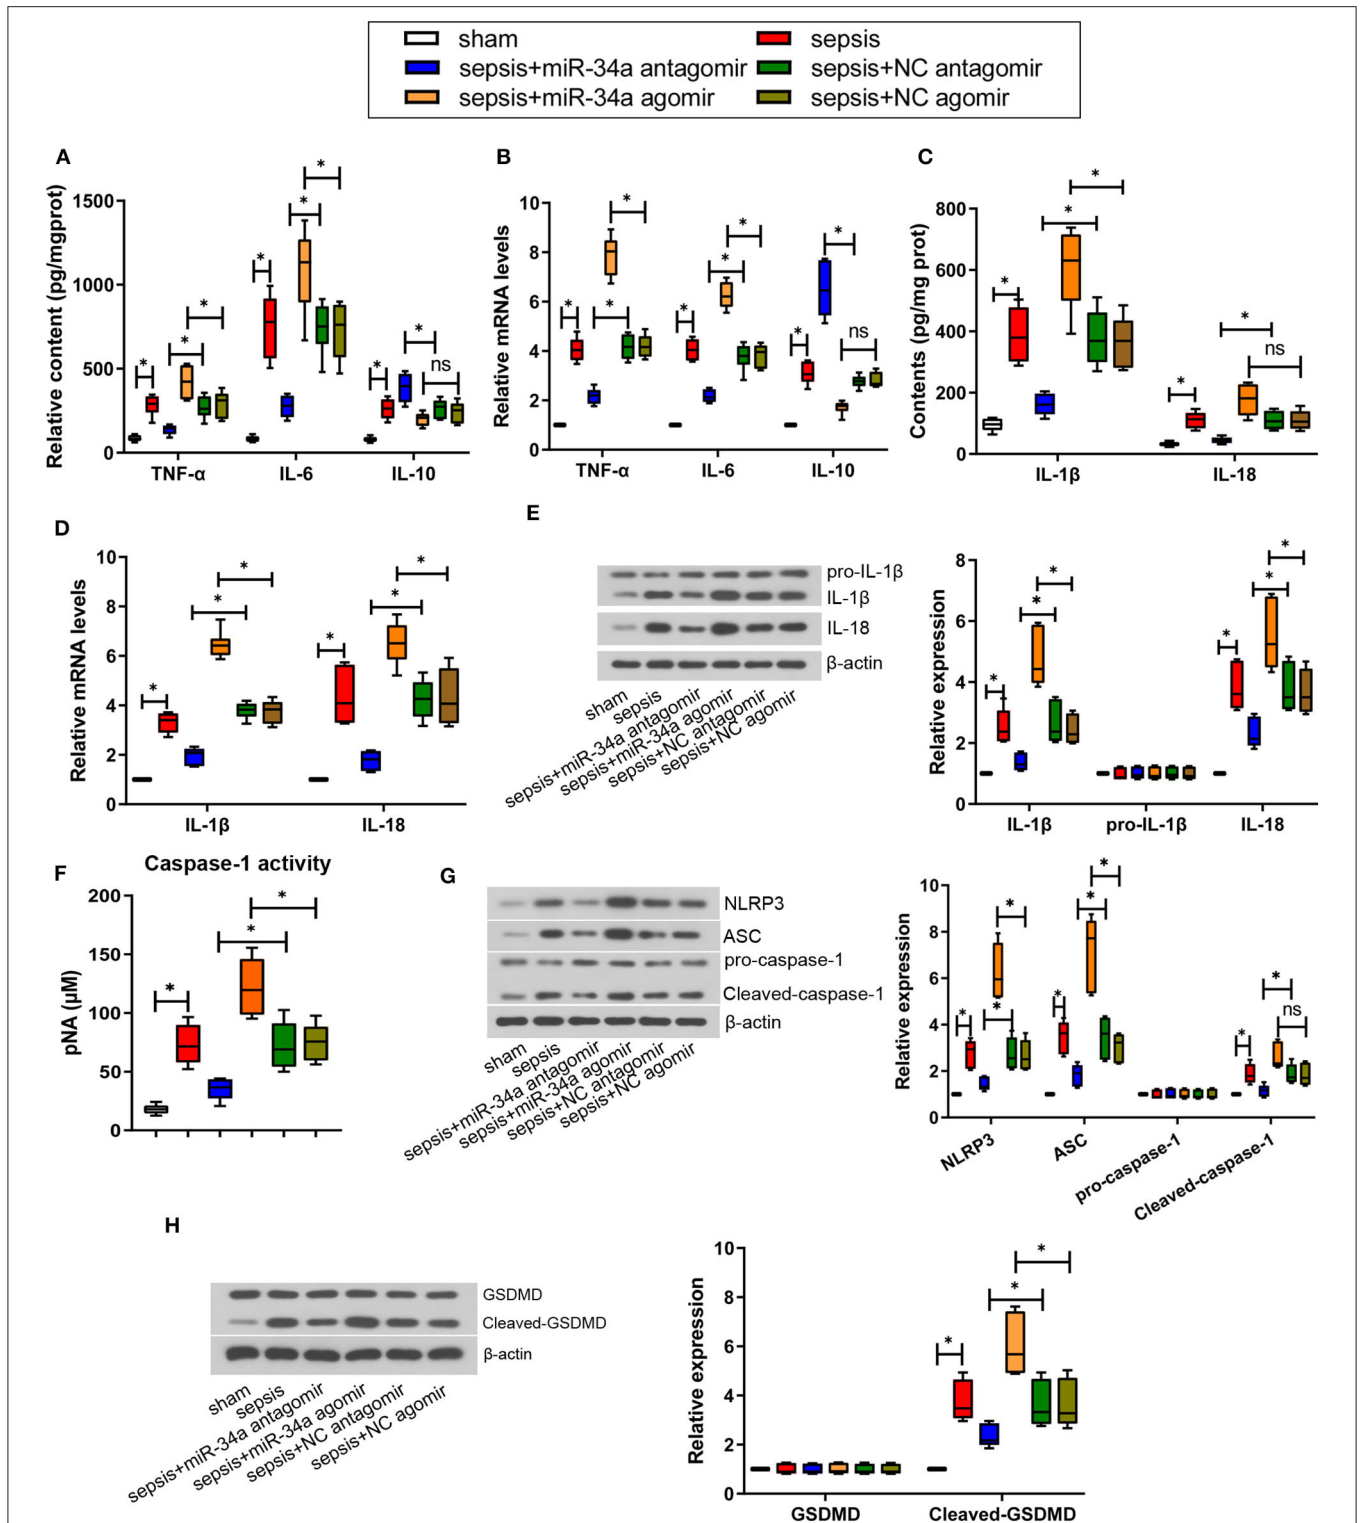 sham
sepsis
sepsis+miR-34a antagomir
sepsis+NC antagomir
sepsis+miR-34a agomir
sepsis+NC agomir
A
Relative content (pg/mgprot)
1500
1000
500
0
* * * * * * * * ns
TNF-α IL-6 IL-10
B
Relative mRNA levels
10
8
6
4
2
0
* * * * * * * * ns
TNF-α IL-6 IL-10
C
Contents (pg/mg prot)
800
600
400
200
0
* * * * * ns
IL-1β IL-18
D
Relative mRNA levels
10
8
6
4
2
0
* * * * * *
IL-1β IL-18
E
pro-IL-1β
IL-1β
IL-18
β-actin
sham
sepsis
sepsis+miR-34a antagomir
sepsis+miR-34a agomir
sepsis+NC antagomir
sepsis+NC agomir
Relative expression
8
6
4
2
0
* * * * * *
IL-1β pro-IL-1β IL-18
F
Caspase-1 activity
pNA (μM)
200
150
100
50
0
* * *
G
NLRP3
ASC
pro-caspase-1
Cleaved-caspase-1
β-actin
sham
sepsis
sepsis+miR-34a antagomir
sepsis+miR-34a agomir
sepsis+NC antagomir
sepsis+NC agomir
Relative expression
10
8
6
4
2
0
* * * * * * * * ns
NLRP3 ASC pro-caspase-1 Cleaved-caspase-1
H
GSDMD
Cleaved-GSDMD
β-actin
sham
sepsis
sepsis+miR-34a antagomir
sepsis+miR-34a agomir
sepsis+NC antagomir
sepsis+NC agomir
Relative expression
10
8
6
4
2
0
* * *
GSDMD Cleaved-GSDMD